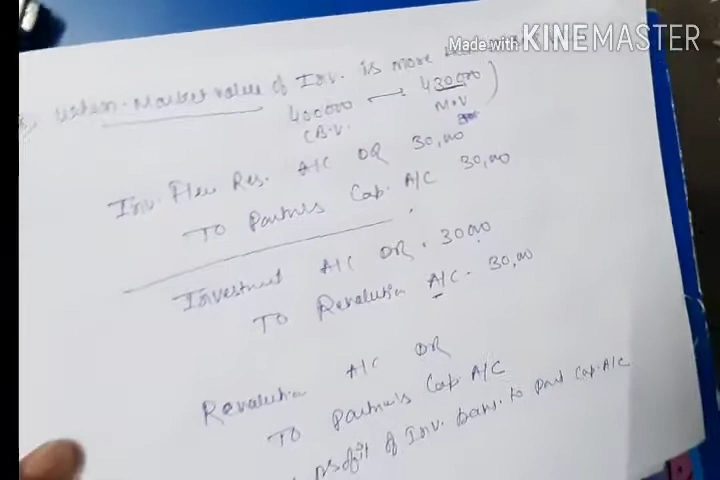 Made with KINEMASTER
when Market value of Inv. is more
400000 430000
(B.V. M.V
Inv. Flu Res. A/C DR 30,000
To Partners Cap. A/C 30,000
Investment A/C DR. 30000
To Revaluation A/C - 30,000
Revaluation A/C DR
To Partners Cap A/C
profit of Inv. trans. to part Cap. A/C